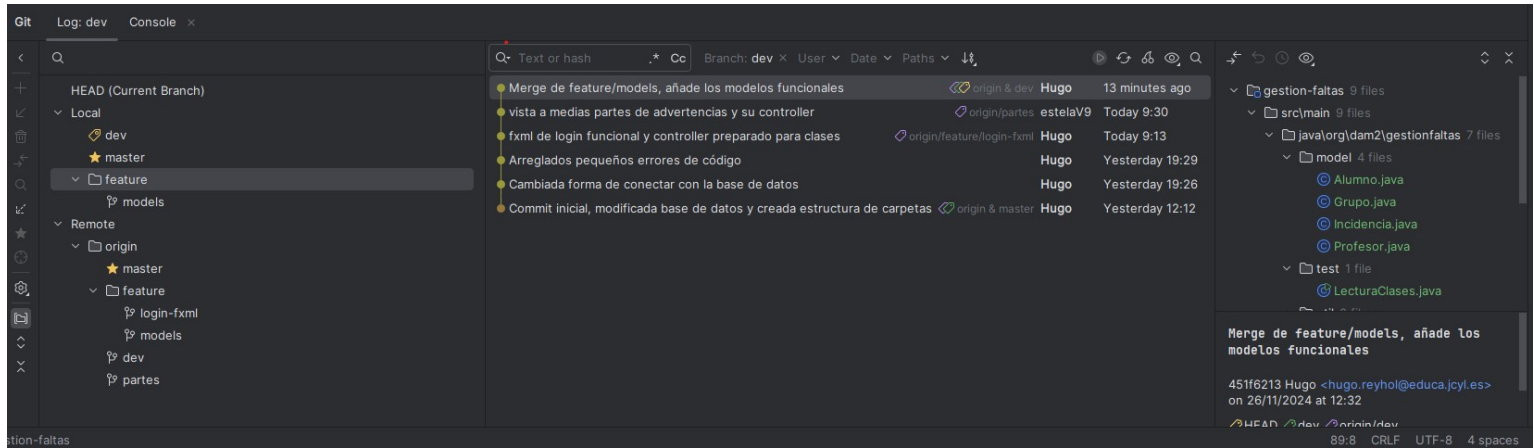 Git Log: dev Console
HEAD (Current Branch)
Local
dev
master
feature
models
Remote
origin
master
feature
login-fxml
models
dev
partes
Text or hash .* Cc Branch: dev User Date Paths
Merge de feature/models, añade los modelos funcionales origin & dev Hugo 13 minutes ago
vista a medias partes de advertencias y su controller origin/partes estelaV9 Today 9:30
fxml de login funcional y controller preparado para clases origin/feature/login-fxml Hugo Today 9:13
Arreglados pequeños errores de código Hugo Yesterday 19:29
Cambiada forma de conectar con la base de datos Hugo Yesterday 19:26
Commit inicial, modificada base de datos y creada estructura de carpetas origin & master Hugo Yesterday 12:12
gestion-faltas 9 files
src\main 9 files
java\org\dam2\gestionfaltas 7 files
model 4 files
Alumno.java
Grupo.java
Incidencia.java
Profesor.java
test 1 file
LecturaClases.java
Merge de feature/models, añade los
modelos funcionales
451f6213 Hugo <hugo.reyhol@educa.jcyl.es>
on 26/11/2024 at 12:32
HEAD dev origin/dev
stion-faltas 89:8 CRLF UTF-8 4 spaces